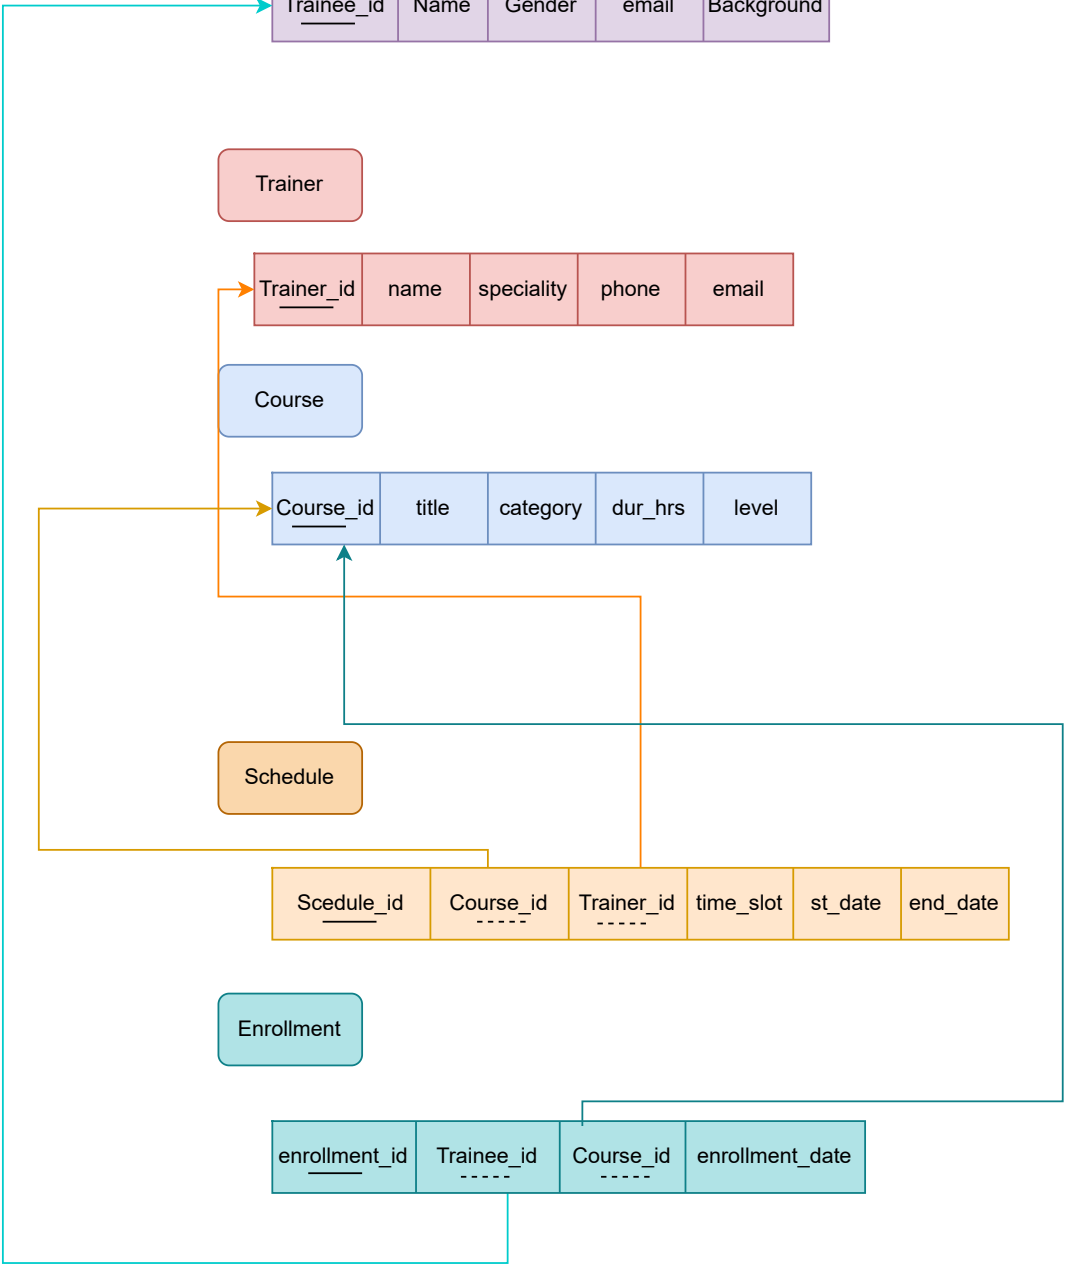 Trainee_id Name Gender email Background
Trainer
Trainer_id name speciality phone email
Course
Course_id title category dur_hrs level
Schedule
Scedule_id Course_id Trainer_id time_slot st_date end_date
Enrollment
enrollment_id Trainee_id Course_id enrollment_date